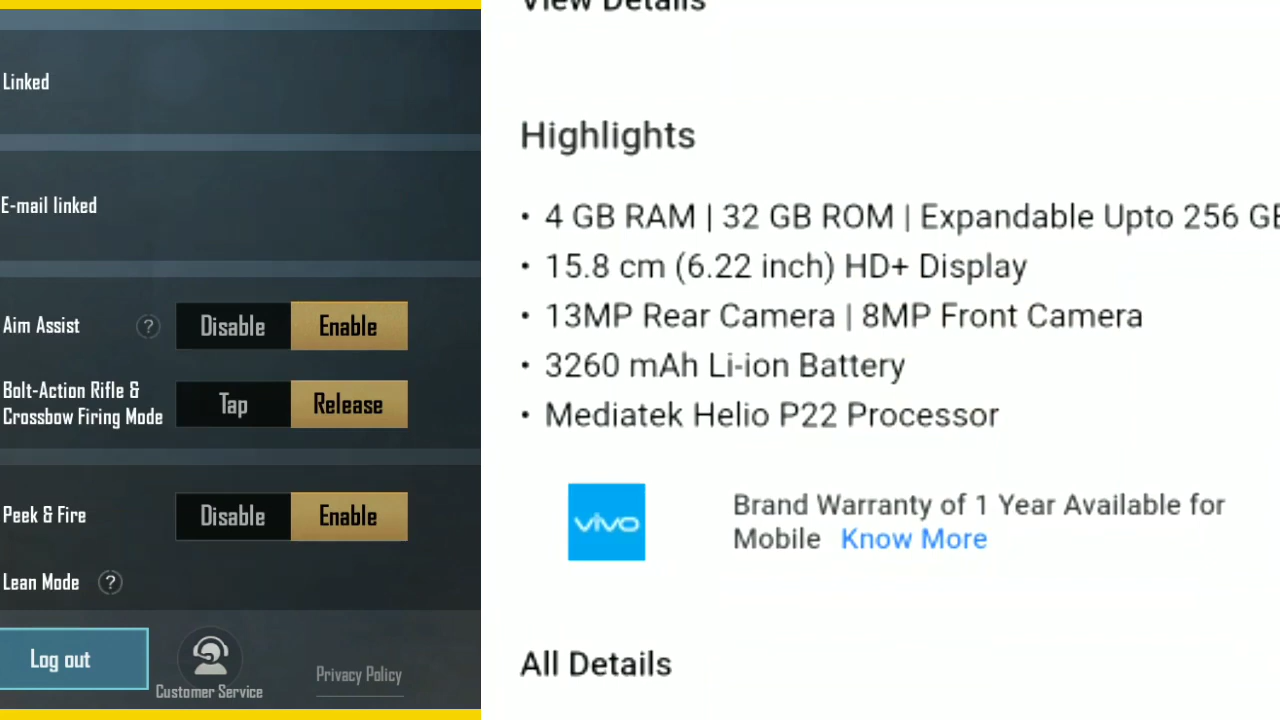 Linked
E-mail linked
Aim Assist ? Disable Enable
Bolt-Action Rifle &
Crossbow Firing Mode Tap Release
Peek & Fire Disable Enable
Lean Mode ?
Log out
Customer Service
Privacy Policy
View Details
Highlights
• 4 GB RAM | 32 GB ROM | Expandable Upto 256 GB
• 15.8 cm (6.22 inch) HD+ Display
• 13MP Rear Camera | 8MP Front Camera
• 3260 mAh Li-ion Battery
• Mediatek Helio P22 Processor
vivo
Brand Warranty of 1 Year Available for
Mobile Know More
All Details